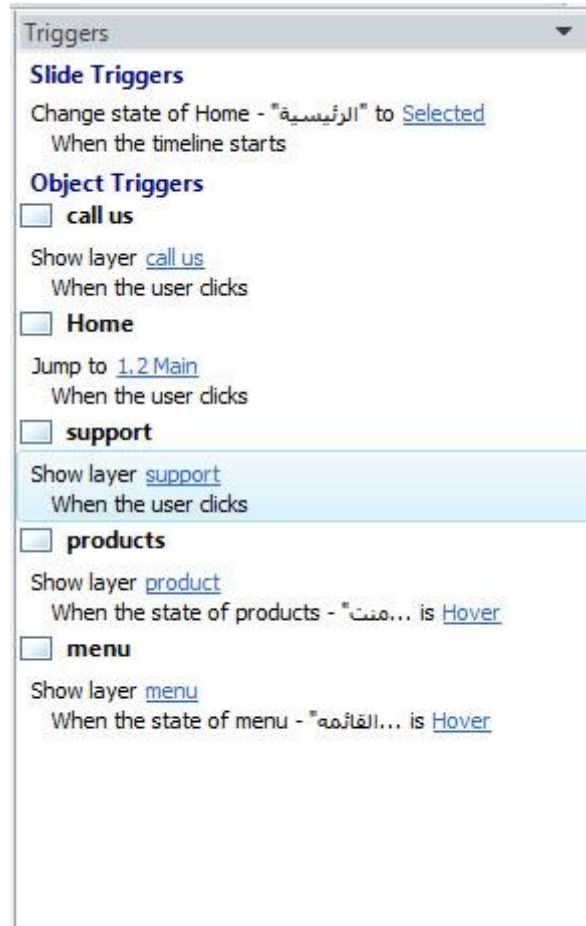 Triggers
Slide Triggers
Change state of Home - "الرئيسية" to Selected
When the timeline starts
Object Triggers
call us
Show layer call us
When the user clicks
Home
Jump to 1.2 Main
When the user clicks
support
Show layer support
When the user clicks
products
Show layer product
When the state of products - "منت... is Hover
menu
Show layer menu
When the state of menu - "القائمه... is Hover